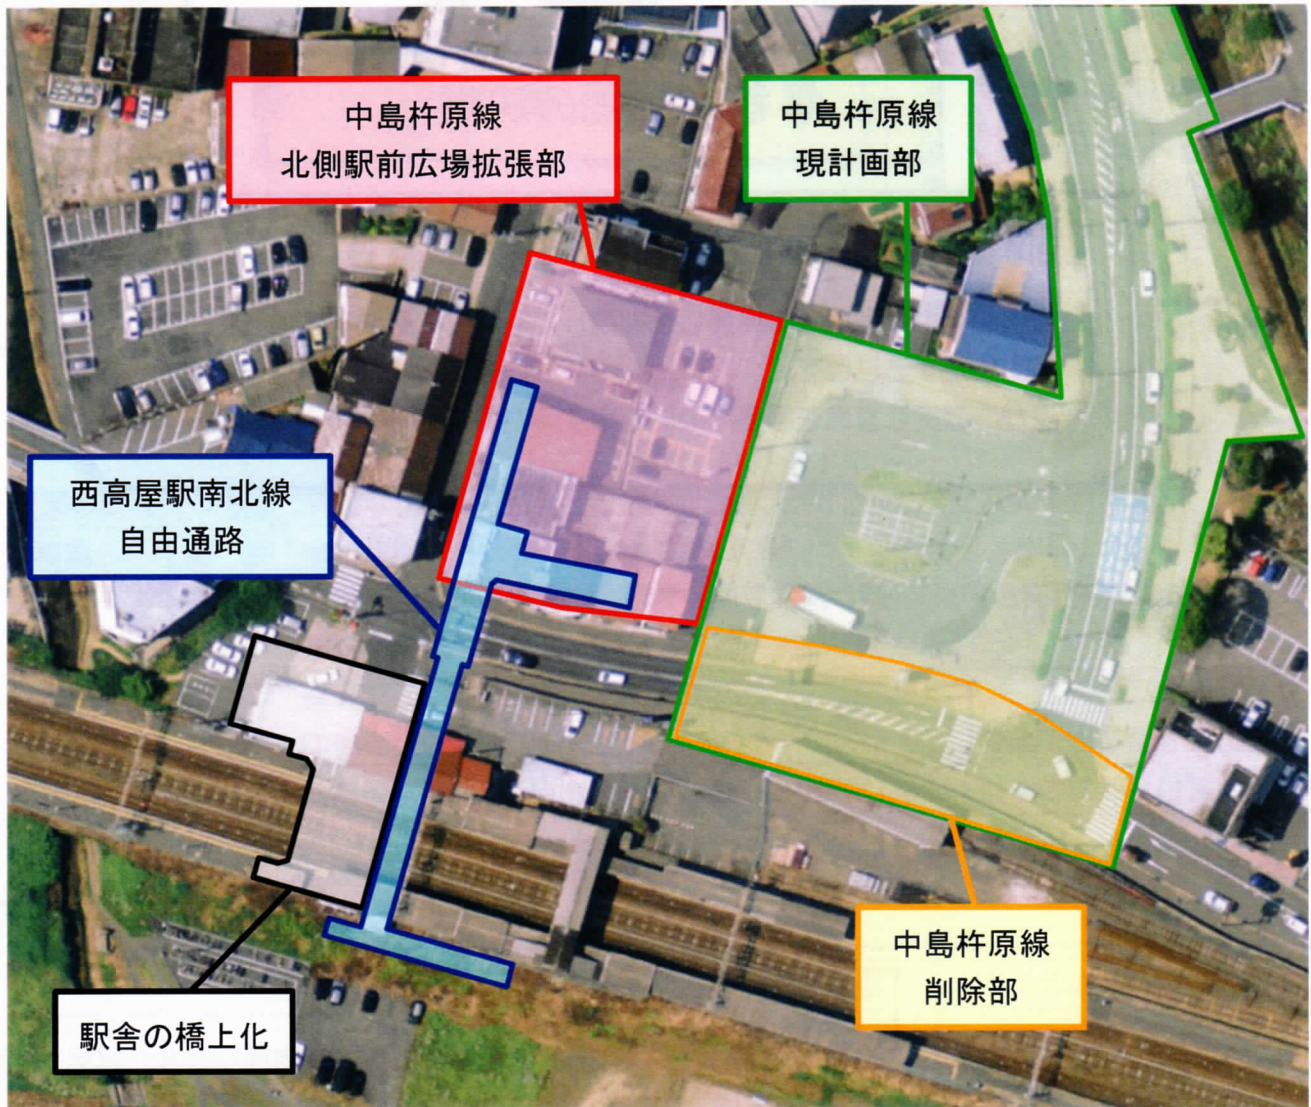 中島杵原線
北側駅前広場拡張部
中島杵原線
現計画部
西高屋駅南北線
自由通路
中島杵原線
削除部
駅舎の橋上化